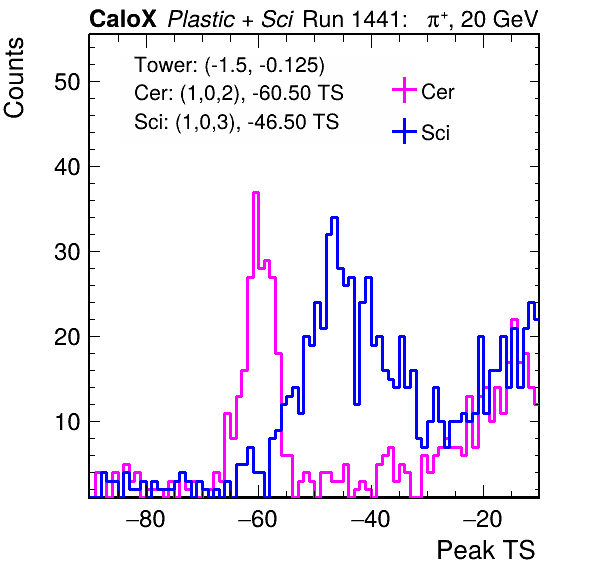 CaloX Plastic + Sci Run 1441: π⁺, 20 GeV
Counts
Tower: (-1.5, -0.125)
Cer: (1,0,2), -60.50 TS
Sci: (1,0,3), -46.50 TS
Cer
Sci
50
40
30
20
10
−80 −60 −40 −20
Peak TS